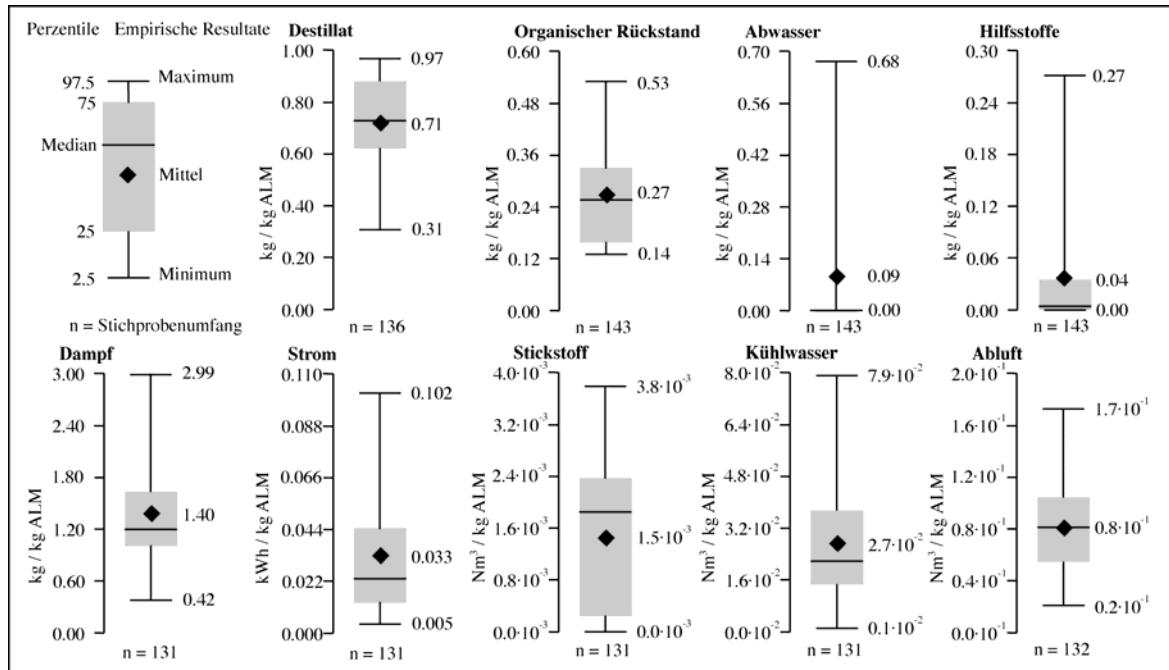 Perzentile Empirische Resultate
97.5 Maximum
75
Median
Mittel
25
2.5 Minimum
n = Stichprobenumfang
Destillat
kg / kg ALM
1.00
0.80
0.60
0.40
0.20
0.00
0.97
0.71
0.31
n = 136
Organischer Rückstand
kg / kg ALM
0.60
0.48
0.36
0.24
0.12
0.00
0.53
0.27
0.14
n = 143
Abwasser
kg / kg ALM
0.70
0.56
0.42
0.28
0.14
0.00
0.68
0.09
0.00
n = 143
Hilfsstoffe
kg / kg ALM
0.30
0.24
0.18
0.12
0.06
0.00
0.27
0.04
0.00
n = 143
Dampf
kg / kg ALM
3.00
2.40
1.80
1.20
0.60
0.00
2.99
1.40
0.42
n = 131
Strom
kWh / kg ALM
0.110
0.088
0.066
0.044
0.022
0.000
0.102
0.033
0.005
n = 131
Stickstoff
Nm³ / kg ALM
4.0·10⁻³
3.2·10⁻³
2.4·10⁻³
1.6·10⁻³
0.8·10⁻³
0.0·10⁻³
3.8·10⁻³
1.5·10⁻³
0.0·10⁻³
n = 131
Kühlwasser
Nm³ / kg ALM
8.0·10⁻²
6.4·10⁻²
4.8·10⁻²
3.2·10⁻²
1.6·10⁻²
0.0·10⁻²
7.9·10⁻²
2.7·10⁻²
0.1·10⁻²
n = 131
Abluft
Nm³ / kg ALM
2.0·10⁻¹
1.6·10⁻¹
1.2·10⁻¹
0.8·10⁻¹
0.4·10⁻¹
0.0·10⁻¹
1.7·10⁻¹
0.8·10⁻¹
0.2·10⁻¹
n = 132